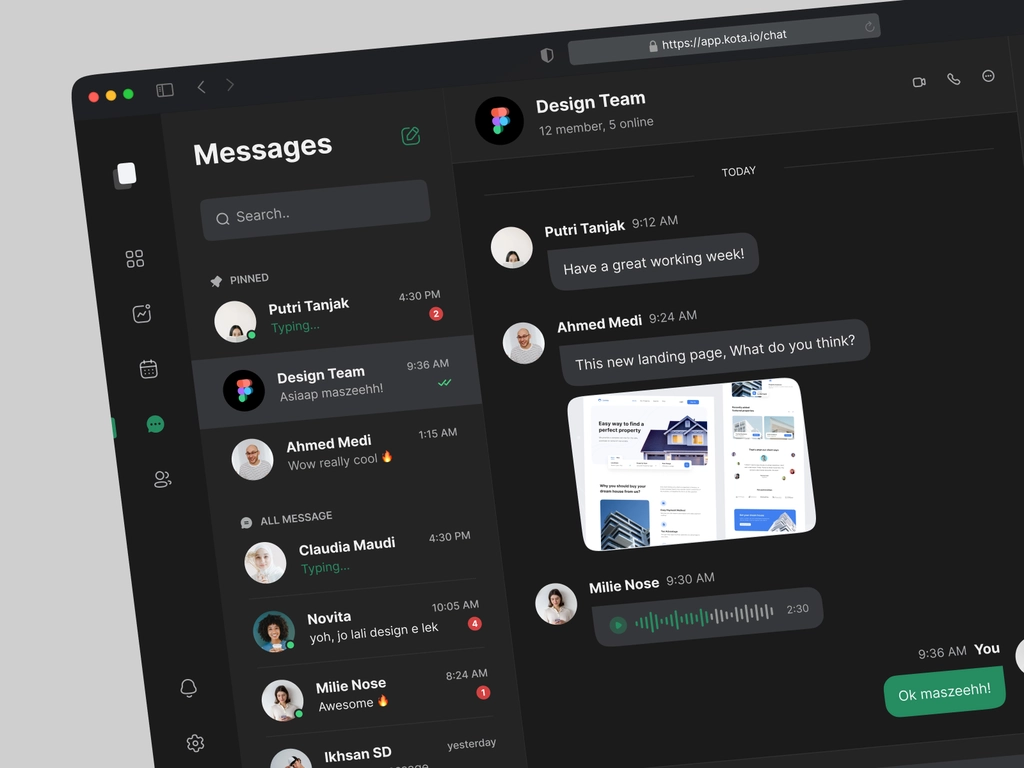 https://app.kota.io/chat
Messages
Search..
PINNED
Putri Tanjak
4:30 PM
Typing...
2
Design Team
9:36 AM
Asiaap maszeehh!
Ahmed Medi
1:15 AM
Wow really cool 🔥
ALL MESSAGE
Claudia Maudi
4:30 PM
Typing...
Novita
10:05 AM
yoh, jo lali design e lek
4
Milie Nose
8:24 AM
Awesome 🔥
1
Ikhsan SD
yesterday
Design Team
12 member, 5 online
TODAY
Putri Tanjak 9:12 AM
Have a great working week!
Ahmed Medi 9:24 AM
This new landing page, What do you think?
Easy way to find a
perfect property
Why you should buy your
dream house from us?
Milie Nose 9:30 AM
2:30
9:36 AM You
Ok maszeehh!